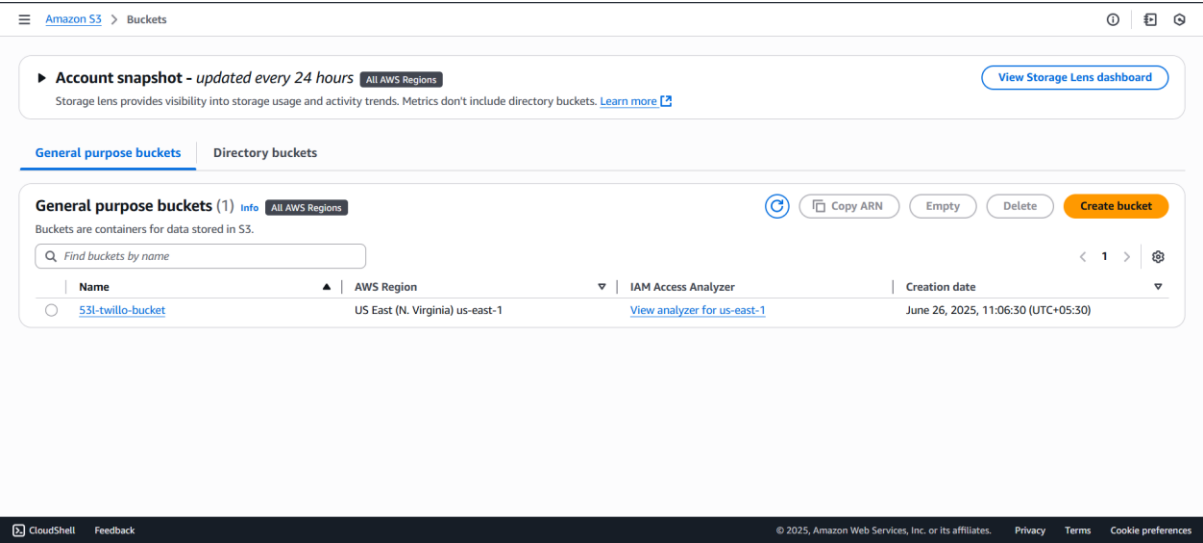 Amazon S3 > Buckets
Account snapshot - updated every 24 hours All AWS Regions
View Storage Lens dashboard
Storage lens provides visibility into storage usage and activity trends. Metrics don't include directory buckets. Learn more
General purpose buckets Directory buckets
General purpose buckets (1) Info All AWS Regions
Copy ARN Empty Delete Create bucket
Buckets are containers for data stored in S3.
Find buckets by name
< 1 >
Name AWS Region IAM Access Analyzer Creation date
53l-twillo-bucket US East (N. Virginia) us-east-1 View analyzer for us-east-1 June 26, 2025, 11:06:30 (UTC+05:30)
CloudShell Feedback © 2025, Amazon Web Services, Inc. or its affiliates. Privacy Terms Cookie preferences